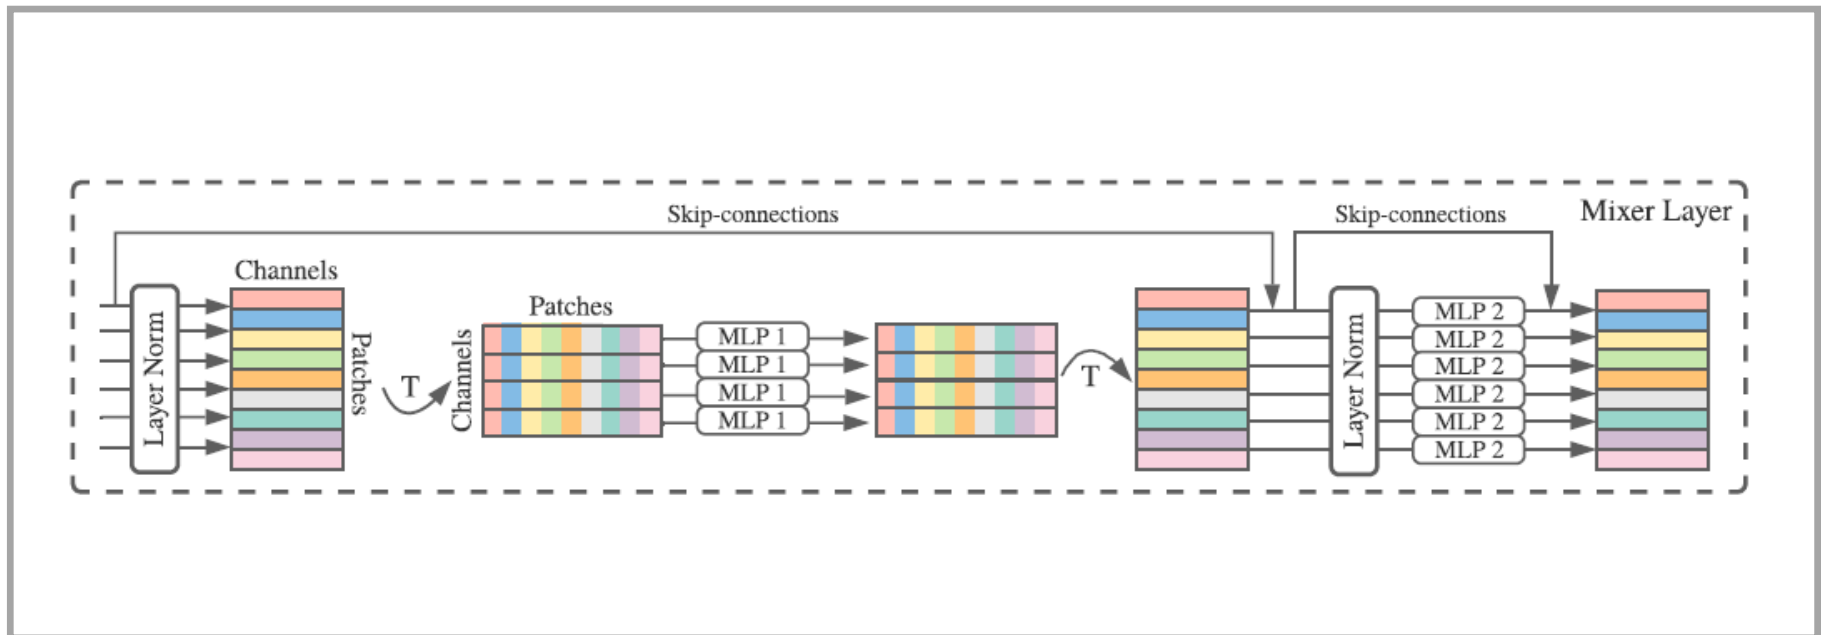 Skip-connections
Skip-connections
Mixer Layer
Layer Norm
Channels
Patches
T
Channels
Patches
MLP 1
MLP 1
MLP 1
MLP 1
T
Layer Norm
MLP 2
MLP 2
MLP 2
MLP 2
MLP 2
MLP 2